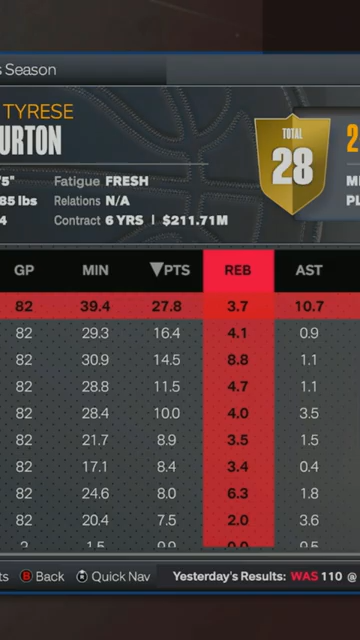 s Season
TYRESE
URTON
'5"
85 lbs
4
Fatigue FRESH
Relations N/A
Contract 6 YRS | $211.71M
TOTAL
28
2
MI
PL
GP MIN ▼PTS REB AST
82 39.4 27.8 3.7 10.7
82 29.3 16.4 4.1 0.9
82 30.9 14.5 8.8 1.1
82 28.8 11.5 4.7 1.1
82 28.4 10.0 4.0 3.5
82 21.7 8.9 3.5 1.5
82 17.1 8.4 3.4 0.4
82 24.6 8.0 6.3 1.8
82 20.4 7.5 2.0 3.6
ts B Back Quick Nav Yesterday's Results: WAS 110 @